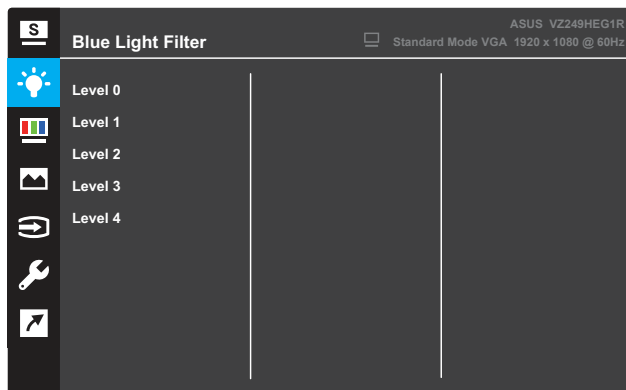 S
ASUS VZ249HEG1R
Blue Light Filter
Standard Mode VGA 1920 x 1080 @ 60Hz
Level 0
Level 1
Level 2
Level 3
Level 4